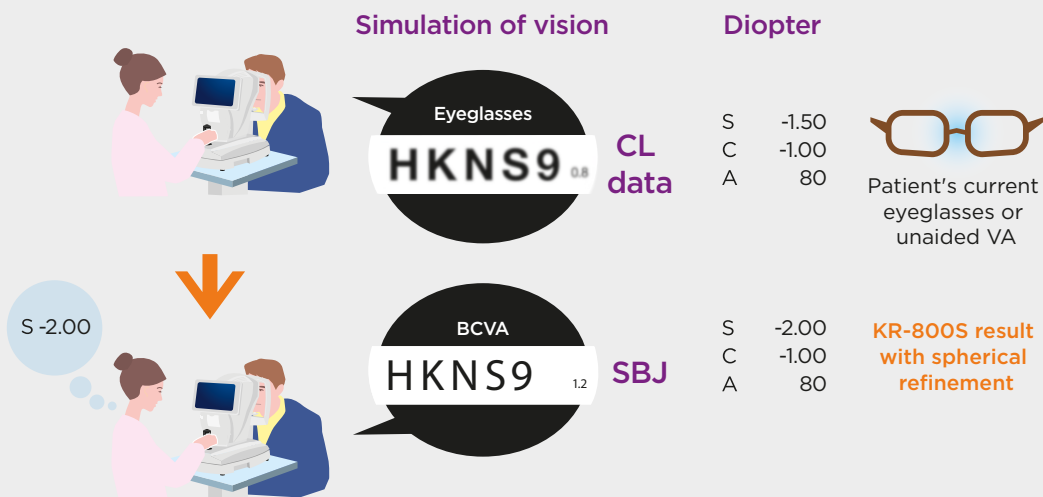 Simulation of vision
Diopter
Eyeglasses
HKNS9 0.8
CL
data
S -1.50
C -1.00
A 80
Patient's current
eyeglasses or
unaided VA
S -2.00
BCVA
HKNS9 1.2
SBJ
S -2.00
C -1.00
A 80
KR-800S result
with spherical
refinement